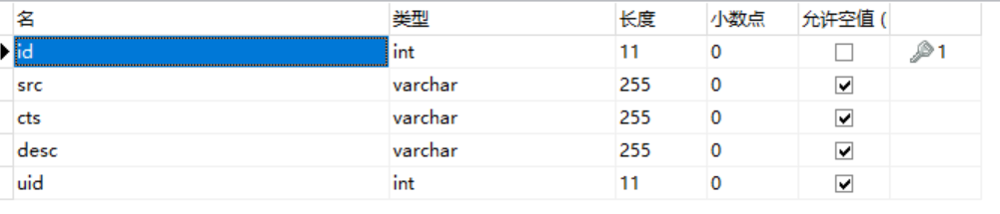 名 类型 长度 小数点 允许空值 (
id int 11 0 1
src varchar 255 0
cts varchar 255 0
desc varchar 255 0
uid int 11 0